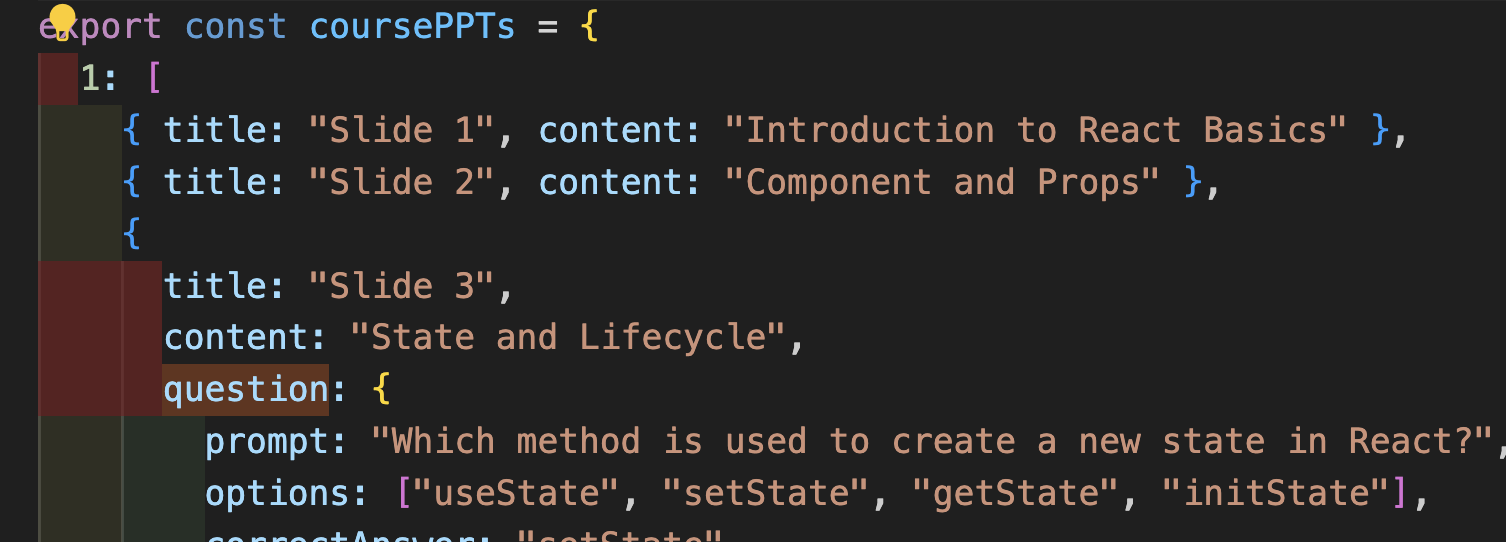 export const coursePPTs = {
1: [
{ title: "Slide 1", content: "Introduction to React Basics" },
{ title: "Slide 2", content: "Component and Props" },
{
title: "Slide 3",
content: "State and Lifecycle",
question: {
prompt: "Which method is used to create a new state in React?",
options: ["useState", "setState", "getState", "initState"],
correctAnswer: "setState"